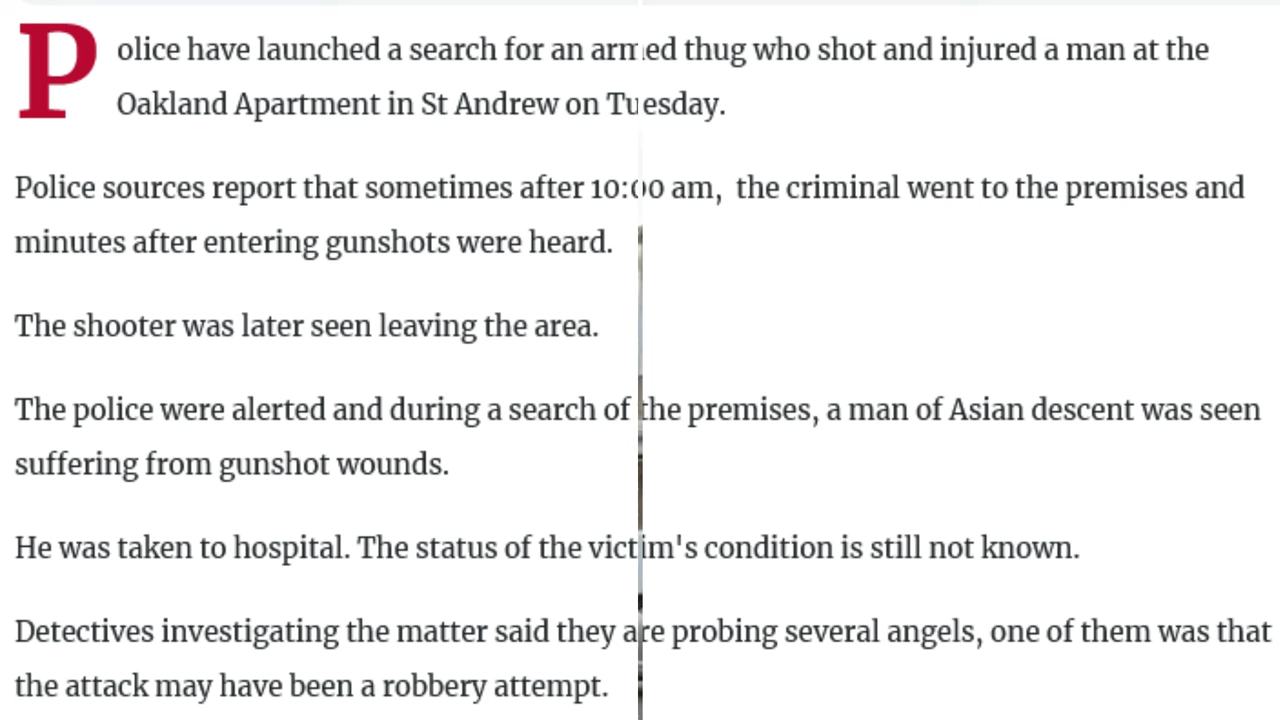 Police have launched a search for an armed thug who shot and injured a man at the
Oakland Apartment in St Andrew on Tuesday.
Police sources report that sometimes after 10:00 am,  the criminal went to the premises and
minutes after entering gunshots were heard.
The shooter was later seen leaving the area.
The police were alerted and during a search of the premises, a man of Asian descent was seen
suffering from gunshot wounds.
He was taken to hospital. The status of the victim's condition is still not known.
Detectives investigating the matter said they are probing several angels, one of them was that
the attack may have been a robbery attempt.